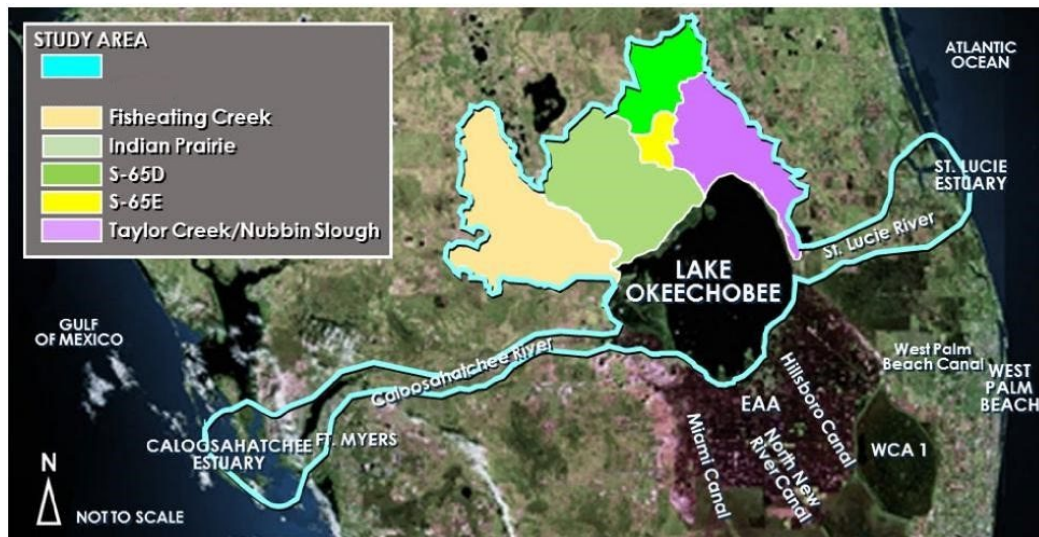 STUDY AREA
Fisheating Creek
Indian Prairie
S-65D
S-65E
Taylor Creek/Nubbin Slough
ATLANTIC
OCEAN
ST. LUCIE
ESTUARY
St. Lucie River
LAKE
OKEECHOBEE
GULF
OF MEXICO
Caloosahatchee River
West Palm
Beach Canal
WEST
PALM
BEACH
Hillsboro Canal
EAA
CALOOSAHATCHEE
ESTUARY
FT. MYERS
Miami Canal
North New
River Canal
WCA 1
N
NOT TO SCALE